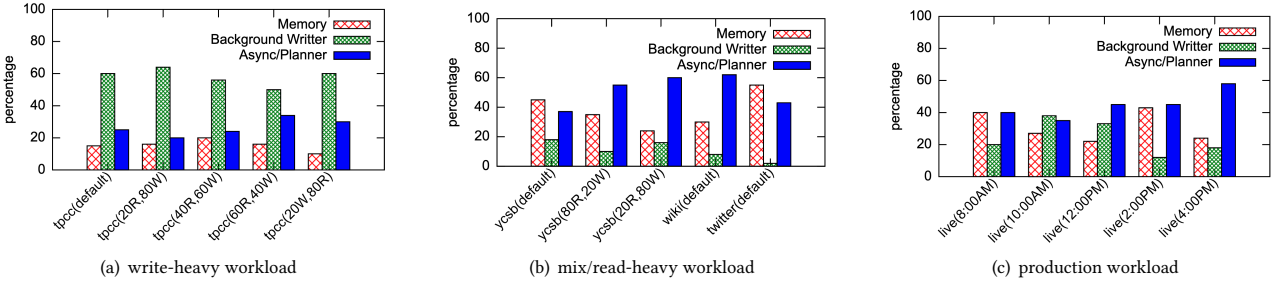 percentage
100
80
60
40
20
0
Memory
Background Writter
Async/Planner
tpcc(default)
tpcc(20R,80W)
tpcc(40R,60W)
tpcc(60R,40W)
tpcc(20W,80R)
(a) write-heavy workload
percentage
100
80
60
40
20
0
Memory
Background Writter
Async/Planner
ycsb(default)
ycsb(80R,20W)
ycsb(20R,80W)
wiki(default)
twitter(default)
(b) mix/read-heavy workload
percentage
100
80
60
40
20
0
Memory
Background Writter
Async/Planner
live(8:00AM)
live(10:00AM)
live(12:00PM)
live(2:00PM)
live(4:00PM)
(c) production workload